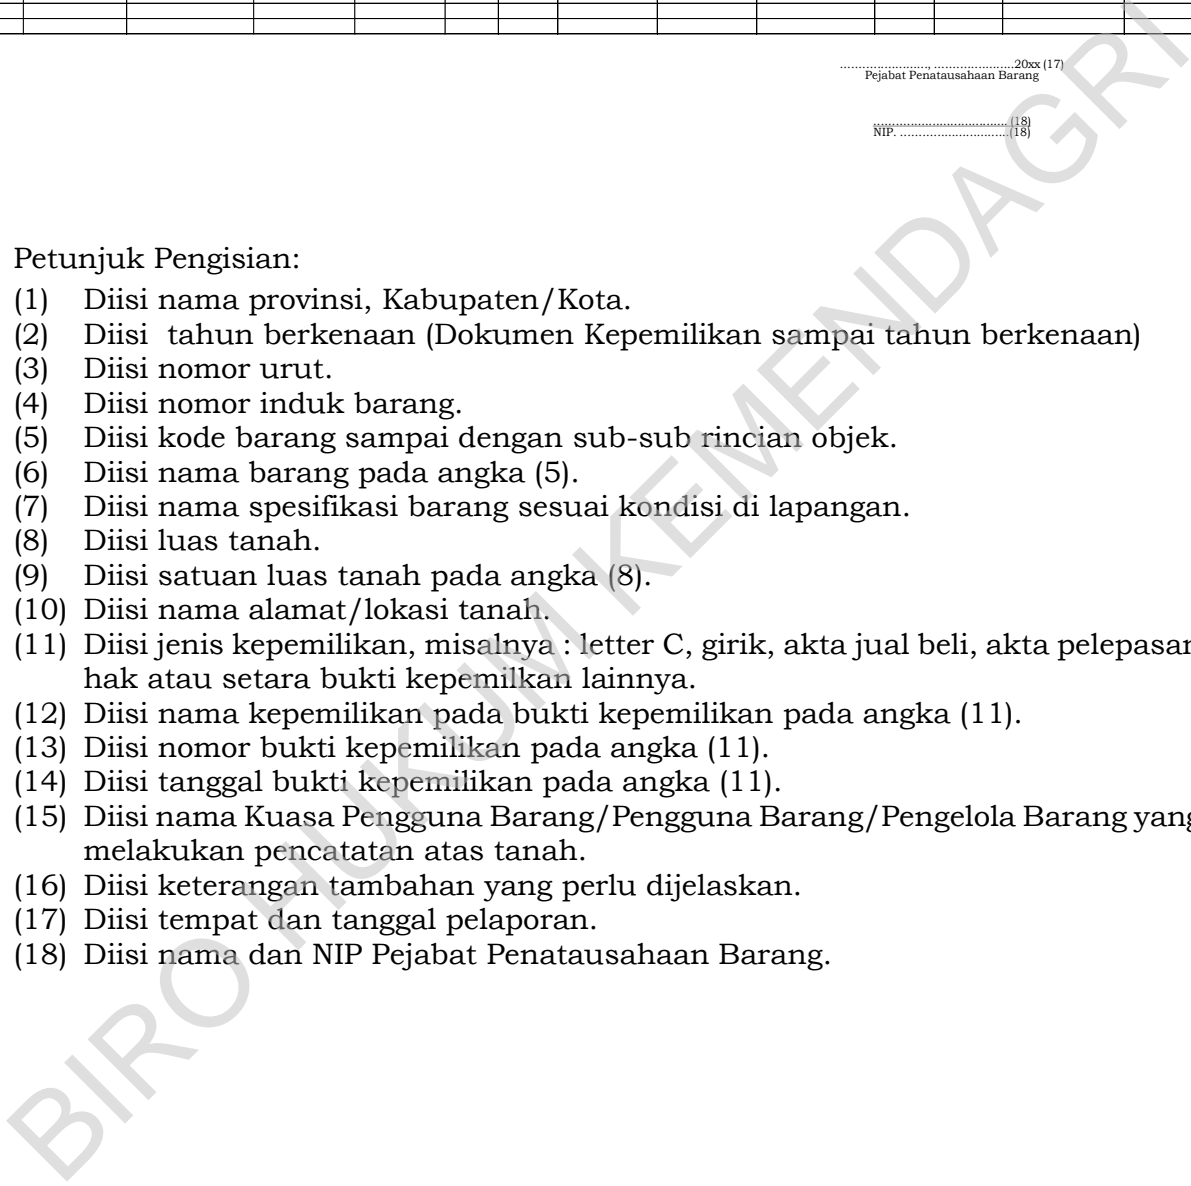 ........................, ......................20xx (17)
Pejabat Penatausahaan Barang
.....................................(18)
NIP. ..............................(18)
Petunjuk Pengisian:
(1) Diisi nama provinsi, Kabupaten/Kota.
(2) Diisi tahun berkenaan (Dokumen Kepemilikan sampai tahun berkenaan)
(3) Diisi nomor urut.
(4) Diisi nomor induk barang.
(5) Diisi kode barang sampai dengan sub-sub rincian objek.
(6) Diisi nama barang pada angka (5).
(7) Diisi nama spesifikasi barang sesuai kondisi di lapangan.
(8) Diisi luas tanah.
(9) Diisi satuan luas tanah pada angka (8).
(10) Diisi nama alamat/lokasi tanah.
(11) Diisi jenis kepemilikan, misalnya : letter C, girik, akta jual beli, akta pelepasan
hak atau setara bukti kepemilkan lainnya.
(12) Diisi nama kepemilikan pada bukti kepemilikan pada angka (11).
(13) Diisi nomor bukti kepemilikan pada angka (11).
(14) Diisi tanggal bukti kepemilikan pada angka (11).
(15) Diisi nama Kuasa Pengguna Barang/Pengguna Barang/Pengelola Barang yang
melakukan pencatatan atas tanah.
(16) Diisi keterangan tambahan yang perlu dijelaskan.
(17) Diisi tempat dan tanggal pelaporan.
(18) Diisi nama dan NIP Pejabat Penatausahaan Barang.
BIRO HUKUM KEMENDAGRI